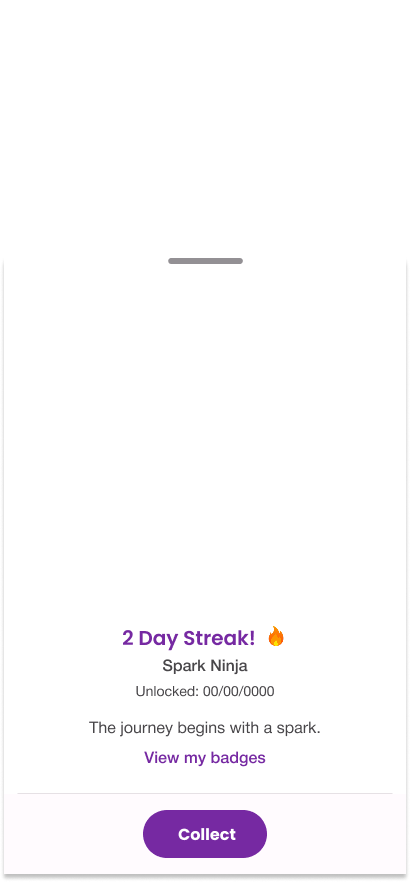 2 Day Streak! 🔥
Spark Ninja
Unlocked: 00/00/0000
The journey begins with a spark.
View my badges
Collect